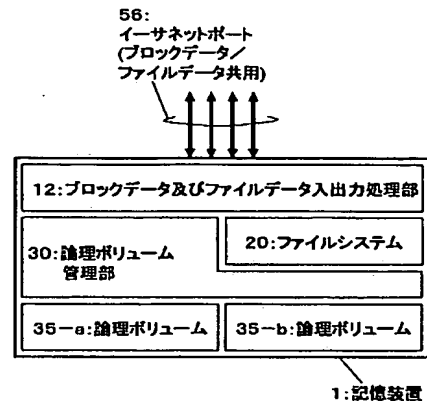 56:
イーサネットポート
(ブロックデータ/
ファイルデータ共用)
12:ブロックデータ及びファイルデータ入出力処理部
30:論理ボリューム
管理部
20:ファイルシステム
35-a:論理ボリューム
35-b:論理ボリューム
1:記憶装置